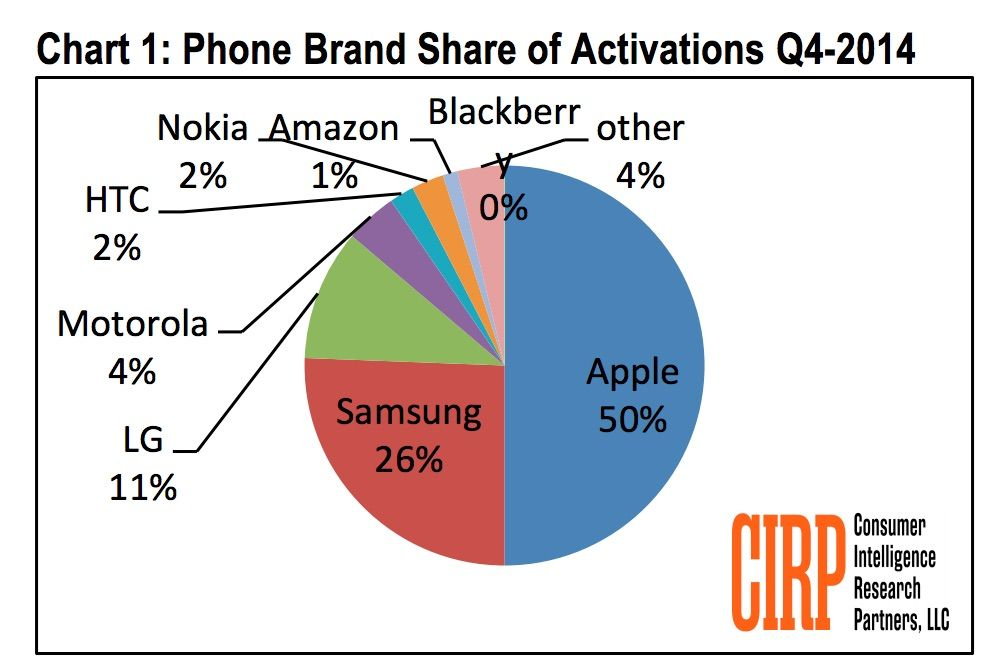 Chart 1: Phone Brand Share of Activations Q4-2014
Nokia
2%
Amazon
1%
Blackberr
y
0%
other
4%
HTC
2%
Motorola
4%
LG
11%
Samsung
26%
Apple
50%
CIRP
Consumer
Intelligence
Research
Partners, LLC